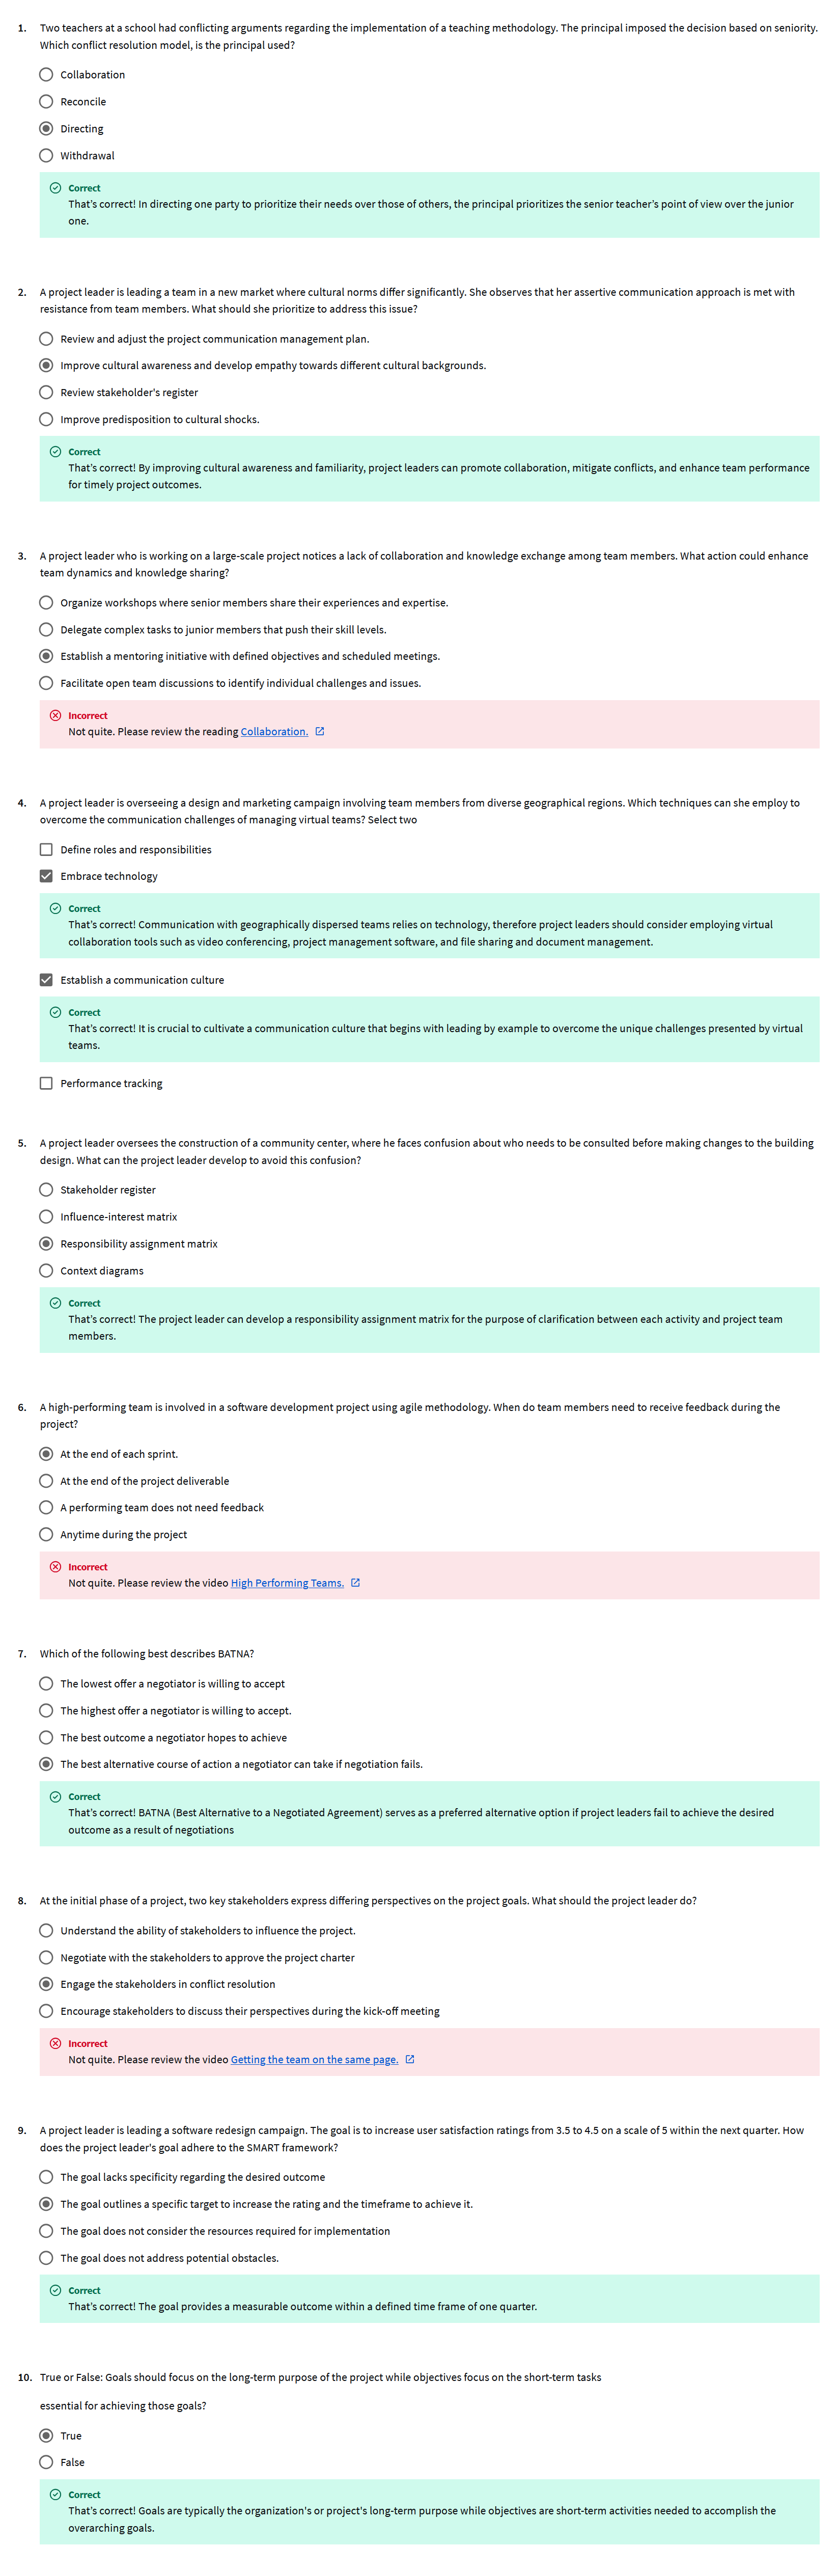 1. Two teachers at a school had conflicting arguments regarding the implementation of a teaching methodology. The principal imposed the decision based on seniority.
Which conflict resolution model, is the principal used?
Collaboration
Reconcile
Directing
Withdrawal
Correct
That's correct! In directing one party to prioritize their needs over those of others, the principal prioritizes the senior teacher's point of view over the junior
one.
2. A project leader is leading a team in a new market where cultural norms differ significantly. She observes that her assertive communication approach is met with
resistance from team members. What should she prioritize to address this issue?
Review and adjust the project communication management plan.
Improve cultural awareness and develop empathy towards different cultural backgrounds.
Review stakeholder's register
Improve predisposition to cultural shocks.
Correct
That's correct! By improving cultural awareness and familiarity, project leaders can promote collaboration, mitigate conflicts, and enhance team performance
for timely project outcomes.
3. A project leader who is working on a large-scale project notices a lack of collaboration and knowledge exchange among team members. What action could enhance
team dynamics and knowledge sharing?
Organize workshops where senior members share their experiences and expertise.
Delegate complex tasks to junior members that push their skill levels.
Establish a mentoring initiative with defined objectives and scheduled meetings.
Facilitate open team discussions to identify individual challenges and issues.
Incorrect
Not quite. Please review the reading Collaboration.
4. A project leader is overseeing a design and marketing campaign involving team members from diverse geographical regions. Which techniques can she employ to
overcome the communication challenges of managing virtual teams? Select two
Define roles and responsibilities
Embrace technology
Correct
That's correct! Communication with geographically dispersed teams relies on technology, therefore project leaders should consider employing virtual
collaboration tools such as video conferencing, project management software, and file sharing and document management.
Establish a communication culture
Correct
That's correct! It is crucial to cultivate a communication culture that begins with leading by example to overcome the unique challenges presented by virtual
teams.
Performance tracking
5. A project leader oversees the construction of a community center, where he faces confusion about who needs to be consulted before making changes to the building
design. What can the project leader develop to avoid this confusion?
Stakeholder register
Influence-interest matrix
Responsibility assignment matrix
Context diagrams
Correct
That's correct! The project leader can develop a responsibility assignment matrix for the purpose of clarification between each activity and project team
members.
6. A high-performing team is involved in a software development project using agile methodology. When do team members need to receive feedback during the
project?
At the end of each sprint.
At the end of the project deliverable
A performing team does not need feedback
Anytime during the project
Incorrect
Not quite. Please review the video High Performing Teams.
7. Which of the following best describes BATNA?
The lowest offer a negotiator is willing to accept
The highest offer a negotiator is willing to accept.
The best outcome a negotiator hopes to achieve
The best alternative course of action a negotiator can take if negotiation fails.
Correct
That's correct! BATNA (Best Alternative to a Negotiated Agreement) serves as a preferred alternative option if project leaders fail to achieve the desired
outcome as a result of negotiations
8. At the initial phase of a project, two key stakeholders express differing perspectives on the project goals. What should the project leader do?
Understand the ability of stakeholders to influence the project.
Negotiate with the stakeholders to approve the project charter
Engage the stakeholders in conflict resolution
Encourage stakeholders to discuss their perspectives during the kick-off meeting
Incorrect
Not quite. Please review the video Getting the team on the same page.
9. A project leader is leading a software redesign campaign. The goal is to increase user satisfaction ratings from 3.5 to 4.5 on a scale of 5 within the next quarter. How
does the project leader's goal adhere to the SMART framework?
The goal lacks specificity regarding the desired outcome
The goal outlines a specific target to increase the rating and the timeframe to achieve it.
The goal does not consider the resources required for implementation
The goal does not address potential obstacles.
Correct
That's correct! The goal provides a measurable outcome within a defined time frame of one quarter.
10. True or False: Goals should focus on the long-term purpose of the project while objectives focus on the short-term tasks
essential for achieving those goals?
True
False
Correct
That's correct! Goals are typically the organization's or project's long-term purpose while objectives are short-term activities needed to accomplish the
overarching goals.